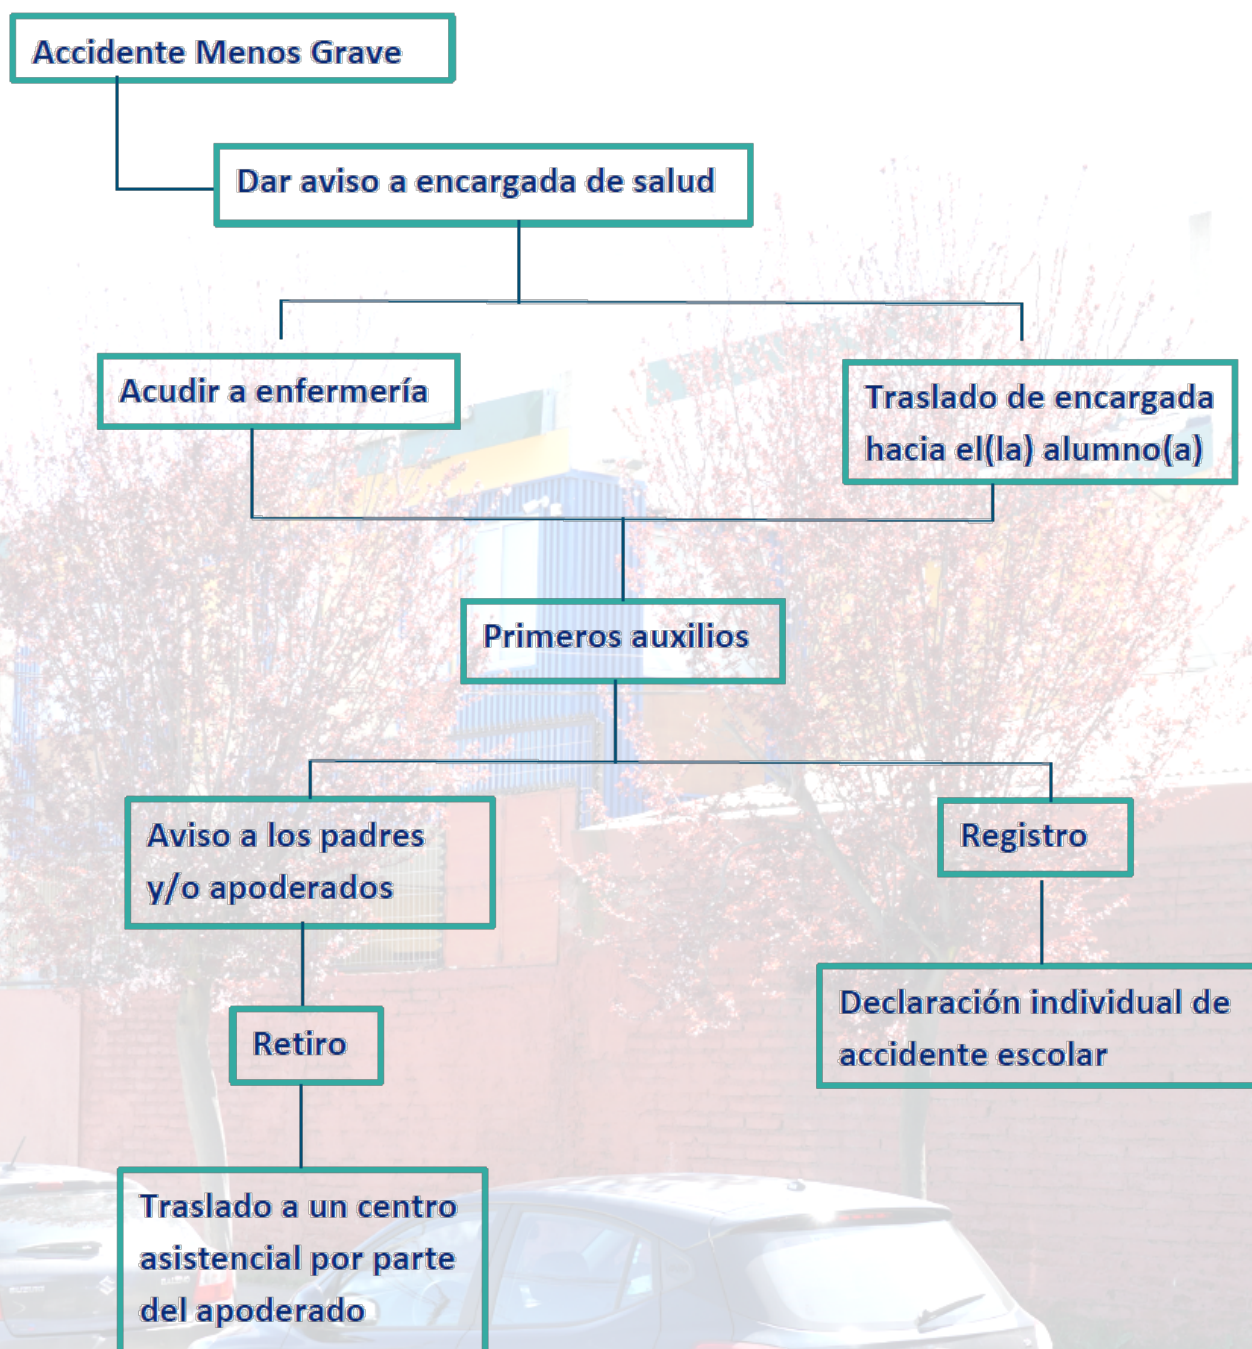 Accidente Menos Grave
Dar aviso a encargada de salud
Acudir a enfermería
Traslado de encargada
hacia el(la) alumno(a)
Primeros auxilios
Aviso a los padres
y/o apoderados
Registro
Retiro
Declaración individual de
accidente escolar
Traslado a un centro
asistencial por parte
del apoderado